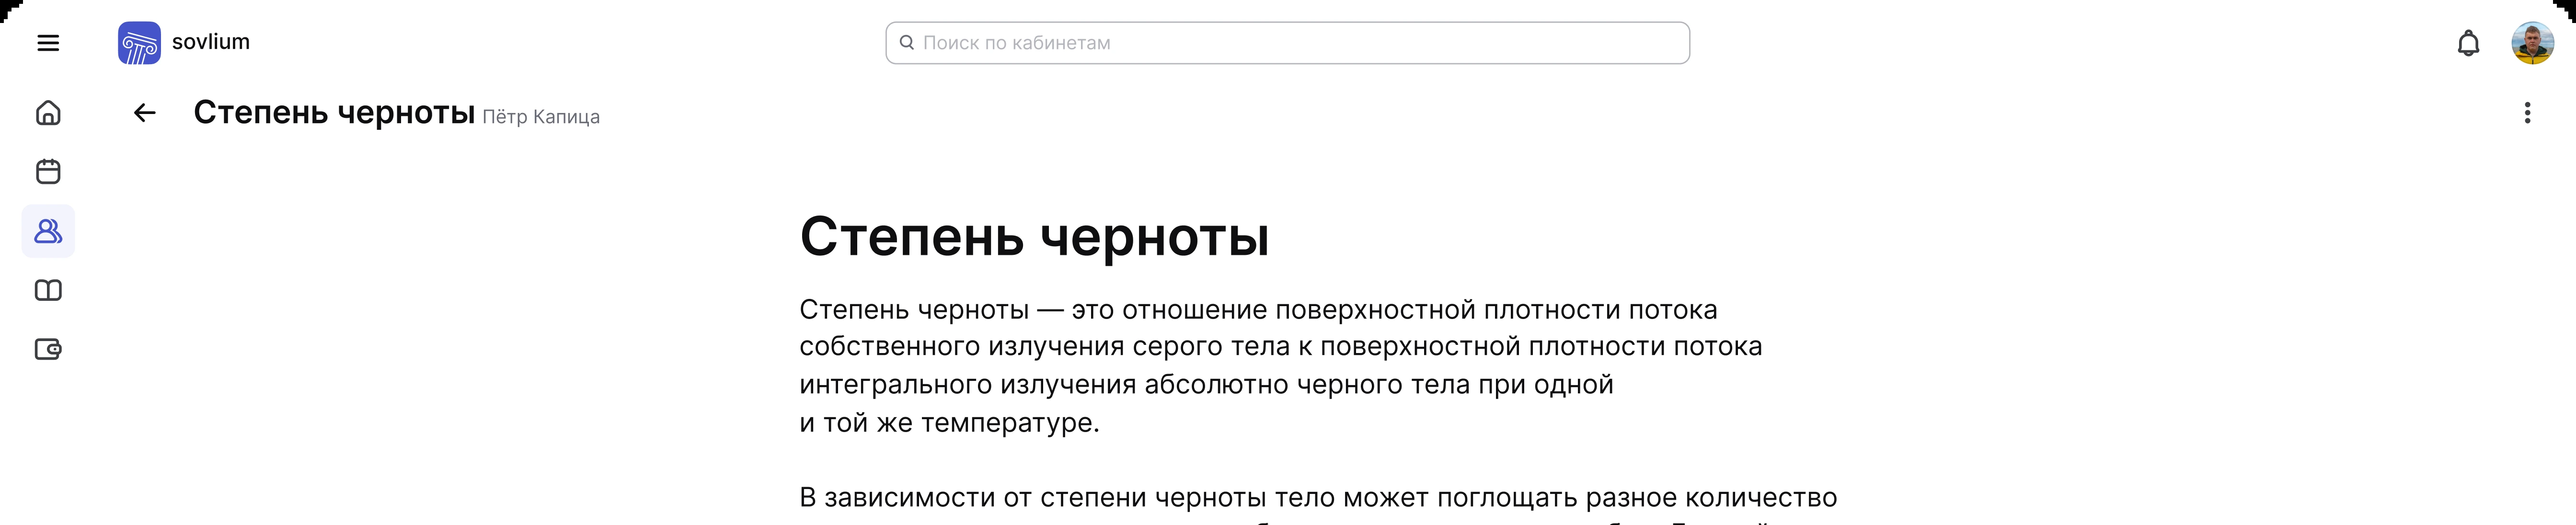 sovlium
Поиск по кабинетам
Степень черноты Пётр Капица
Степень черноты
Степень черноты — это отношение поверхностной плотности потока
собственного излучения серого тела к поверхностной плотности потока
интегрального излучения абсолютно черного тела при одной
и той же температуре.
В зависимости от степени черноты тело может поглощать разное количество